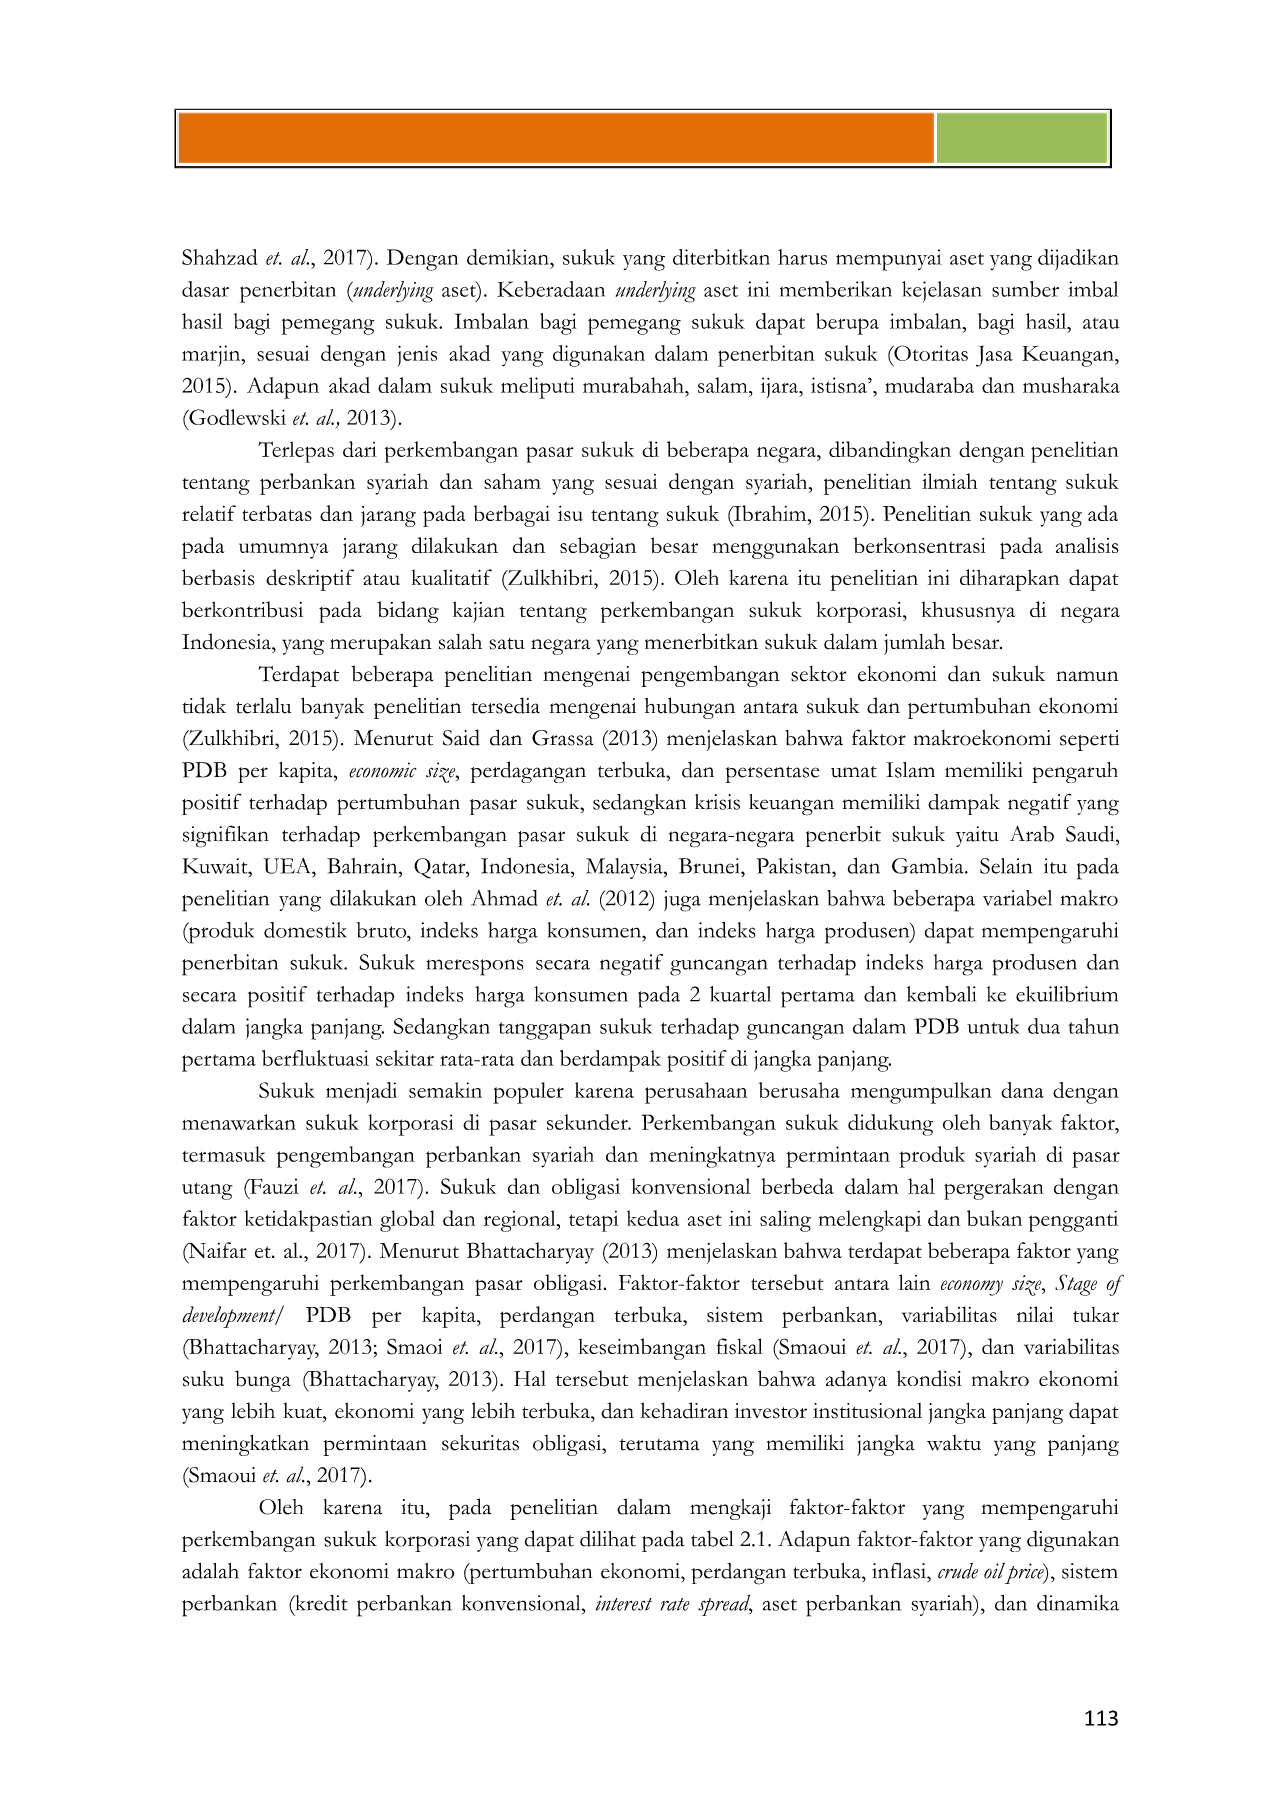 Shahzad et. al., 2017). Dengan demikian, sukuk yang diterbitkan harus mempunyai aset yang dijadikan
dasar penerbitan (underlying aset). Keberadaan underlying aset ini memberikan kejelasan sumber imbal
hasil bagi pemegang sukuk. Imbalan bagi pemegang sukuk dapat berupa imbalan, bagi hasil, atau
marjin, sesuai dengan jenis akad yang digunakan dalam penerbitan sukuk (Otoritas Jasa Keuangan,
2015). Adapun akad dalam sukuk meliputi murabahah, salam, ijara, istisna’, mudaraba dan musharaka
(Godlewski et. al., 2013).
Terlepas dari perkembangan pasar sukuk di beberapa negara, dibandingkan dengan penelitian
tentang perbankan syariah dan saham yang sesuai dengan syariah, penelitian ilmiah tentang sukuk
relatif terbatas dan jarang pada berbagai isu tentang sukuk (Ibrahim, 2015). Penelitian sukuk yang ada
pada umumnya jarang dilakukan dan sebagian besar menggunakan berkonsentrasi pada analisis
berbasis deskriptif atau kualitatif (Zulkhibri, 2015). Oleh karena itu penelitian ini diharapkan dapat
berkontribusi pada bidang kajian tentang perkembangan sukuk korporasi, khususnya di negara
Indonesia, yang merupakan salah satu negara yang menerbitkan sukuk dalam jumlah besar.
Terdapat beberapa penelitian mengenai pengembangan sektor ekonomi dan sukuk namun
tidak terlalu banyak penelitian tersedia mengenai hubungan antara sukuk dan pertumbuhan ekonomi
(Zulkhibri, 2015). Menurut Said dan Grassa (2013) menjelaskan bahwa faktor makroekonomi seperti
PDB per kapita, economic size, perdagangan terbuka, dan persentase umat Islam memiliki pengaruh
positif terhadap pertumbuhan pasar sukuk, sedangkan krisis keuangan memiliki dampak negatif yang
signifikan terhadap perkembangan pasar sukuk di negara-negara penerbit sukuk yaitu Arab Saudi,
Kuwait, UEA, Bahrain, Qatar, Indonesia, Malaysia, Brunei, Pakistan, dan Gambia. Selain itu pada
penelitian yang dilakukan oleh Ahmad et. al. (2012) juga menjelaskan bahwa beberapa variabel makro
(produk domestik bruto, indeks harga konsumen, dan indeks harga produsen) dapat mempengaruhi
penerbitan sukuk. Sukuk merespons secara negatif guncangan terhadap indeks harga produsen dan
secara positif terhadap indeks harga konsumen pada 2 kuartal pertama dan kembali ke ekuilibrium
dalam jangka panjang. Sedangkan tanggapan sukuk terhadap guncangan dalam PDB untuk dua tahun
pertama berfluktuasi sekitar rata-rata dan berdampak positif di jangka panjang.
Sukuk menjadi semakin populer karena perusahaan berusaha mengumpulkan dana dengan
menawarkan sukuk korporasi di pasar sekunder. Perkembangan sukuk didukung oleh banyak faktor,
termasuk pengembangan perbankan syariah dan meningkatnya permintaan produk syariah di pasar
utang (Fauzi et. al., 2017). Sukuk dan obligasi konvensional berbeda dalam hal pergerakan dengan
faktor ketidakpastian global dan regional, tetapi kedua aset ini saling melengkapi dan bukan pengganti
(Naifar et. al., 2017). Menurut Bhattacharyay (2013) menjelaskan bahwa terdapat beberapa faktor yang
mempengaruhi perkembangan pasar obligasi. Faktor-faktor tersebut antara lain economy size, Stage of
development/ PDB per kapita, perdangan terbuka, sistem perbankan, variabilitas nilai tukar
(Bhattacharyay, 2013; Smaoi et. al., 2017), keseimbangan fiskal (Smaoui et. al., 2017), dan variabilitas
suku bunga (Bhattacharyay, 2013). Hal tersebut menjelaskan bahwa adanya kondisi makro ekonomi
yang lebih kuat, ekonomi yang lebih terbuka, dan kehadiran investor institusional jangka panjang dapat
meningkatkan permintaan sekuritas obligasi, terutama yang memiliki jangka waktu yang panjang
(Smaoui et. al., 2017).
Oleh karena itu, pada penelitian dalam mengkaji faktor-faktor yang mempengaruhi
perkembangan sukuk korporasi yang dapat dilihat pada tabel 2.1. Adapun faktor-faktor yang digunakan
adalah faktor ekonomi makro (pertumbuhan ekonomi, perdangan terbuka, inflasi, crude oil price), sistem
perbankan (kredit perbankan konvensional, interest rate spread, aset perbankan syariah), dan dinamika
113